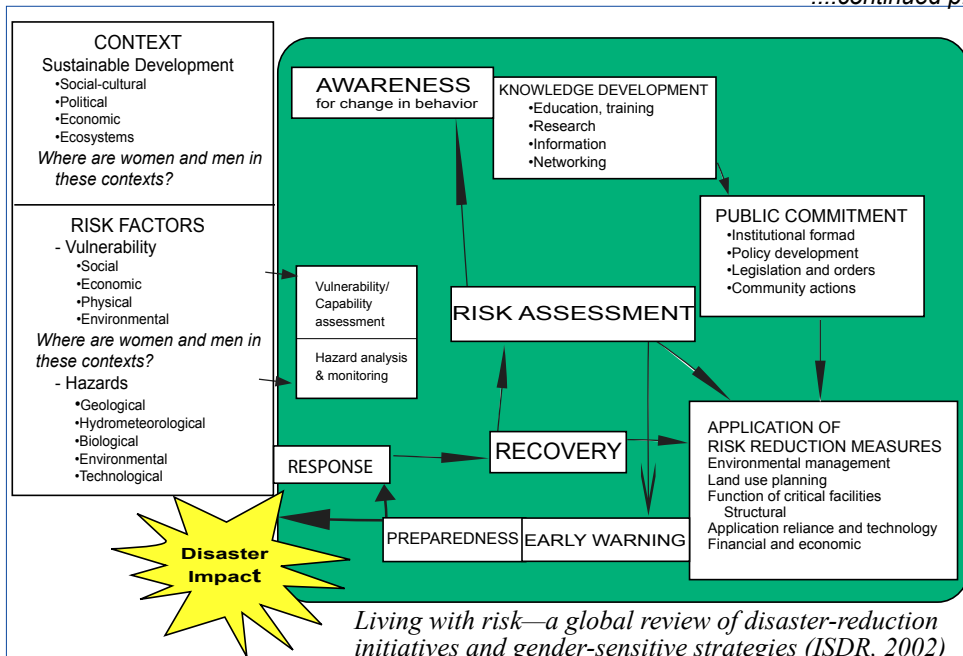 ....continued p.
CONTEXT
Sustainable Development
•Social-cultural
•Political
•Economic
•Ecosystems
Where are women and men in
these contexts?
RISK FACTORS
- Vulnerability
•Social
•Economic
•Physical
•Environmental
Where are women and men in
these contexts?
- Hazards
•Geological
•Hydrometeorological
•Biological
•Environmental
•Technological
Disaster
Impact
AWARENESS
for change in behavior
KNOWLEDGE DEVELOPMENT
•Education, training
•Research
•Information
•Networking
PUBLIC COMMITMENT
•Institutional formad
•Policy development
•Legislation and orders
•Community actions
Vulnerability/
Capability
assessment
Hazard analysis
& monitoring
RISK ASSESSMENT
RESPONSE
RECOVERY
PREPAREDNESS
EARLY WARNING
APPLICATION OF
RISK REDUCTION MEASURES
Environmental management
Land use planning
Function of critical facilities
Structural
Application reliance and technology
Financial and economic
Living with risk—a global review of disaster-reduction
initiatives and gender-sensitive strategies (ISDR, 2002)